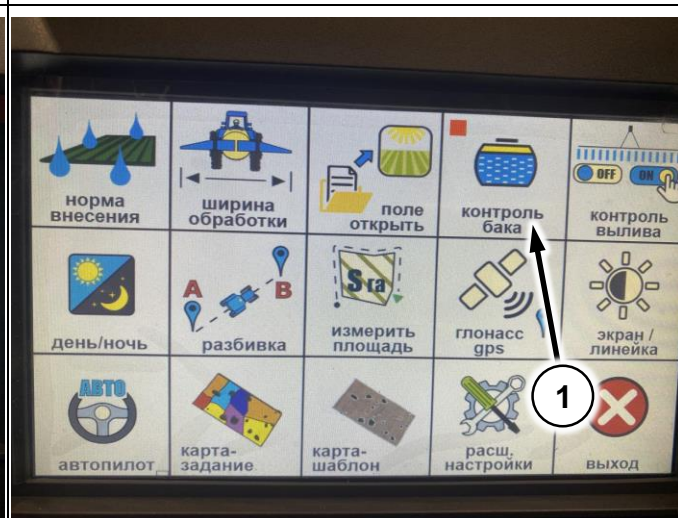 норма
внесения
ширина
обработки
поле
открыть
контроль
бака
OFF
ON
контроль
вылива
день/ночь
A
B
разбивка
S га
измерить
площадь
глонасс
gps
экран /
линейка
АВТО
автопилот
карта-
задание
карта-
шаблон
расш.
настройки
выход
1